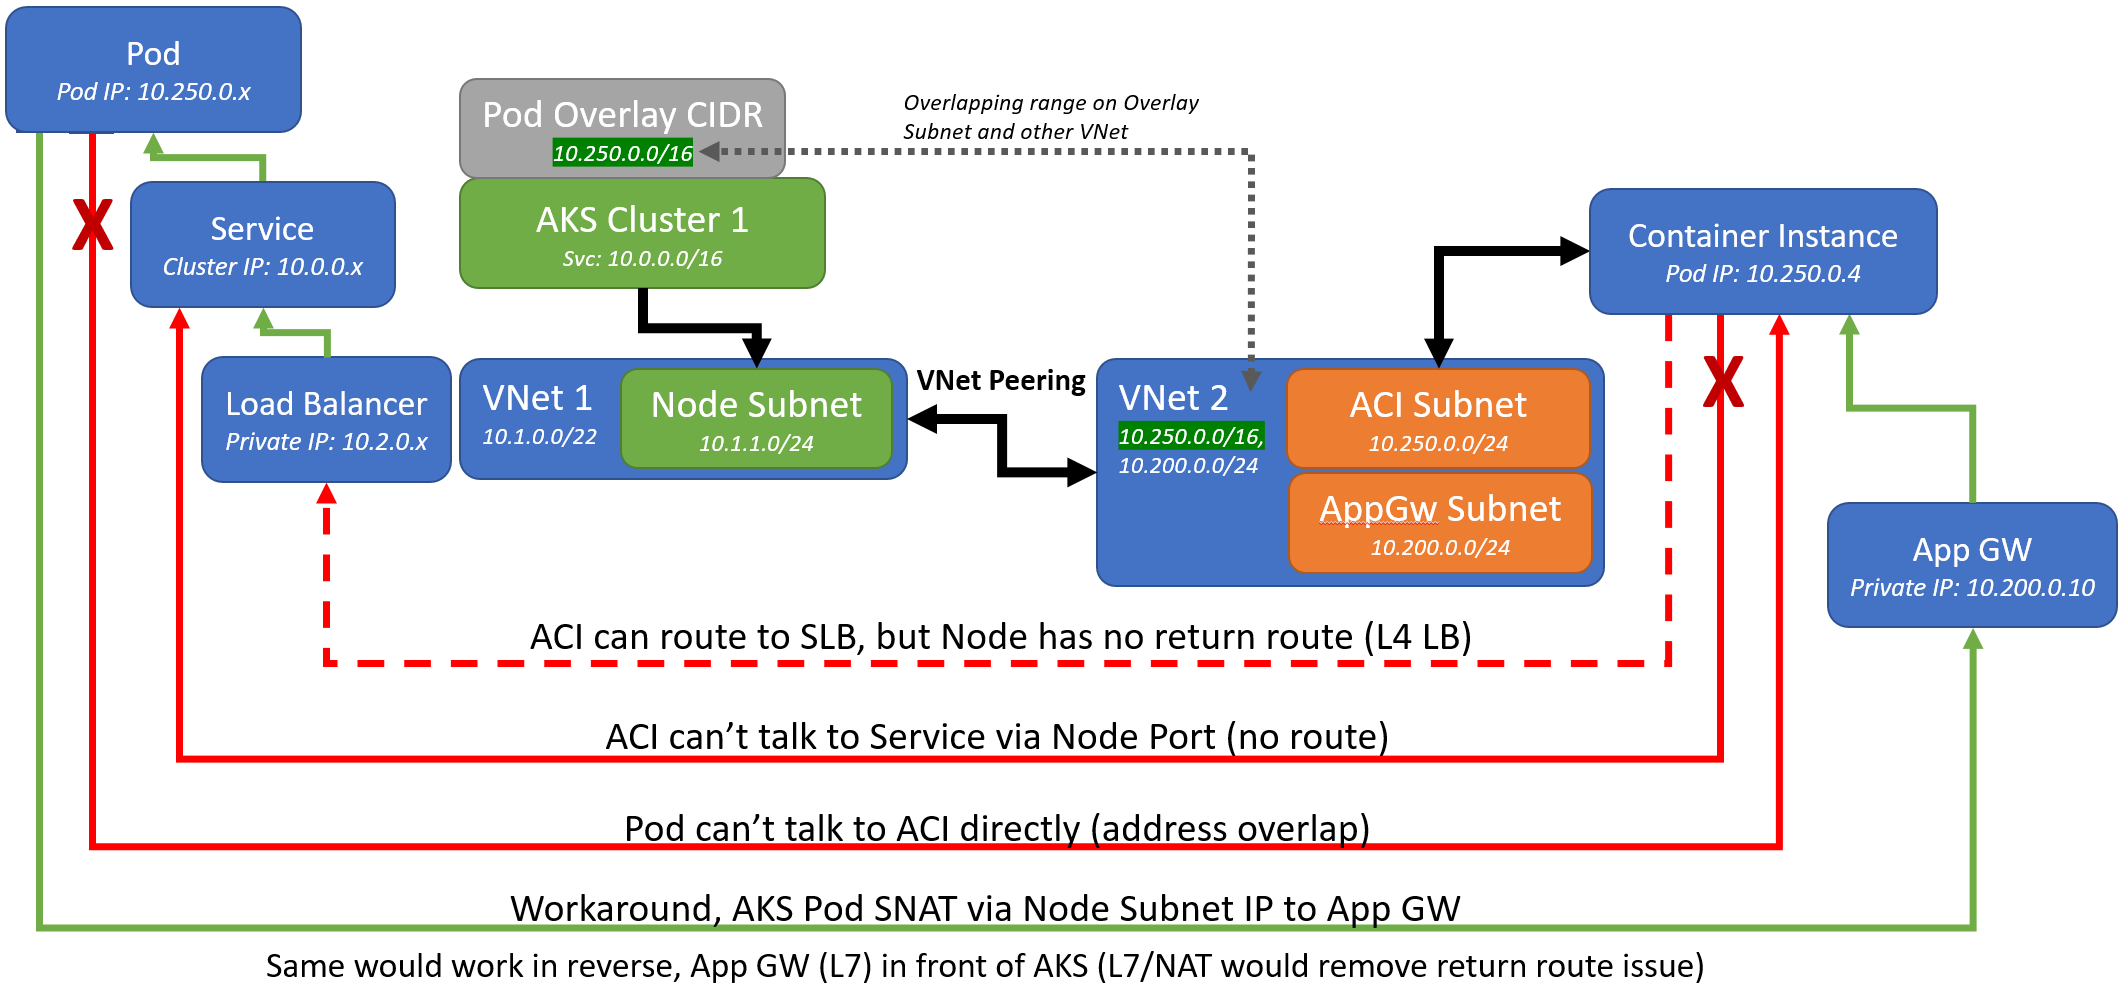 Pod
Pod IP: 10.250.0.x
Service
Cluster IP: 10.0.0.x
Load Balancer
Private IP: 10.2.0.x
Pod Overlay CIDR
10.250.0.0/16
AKS Cluster 1
Svc: 10.0.0.0/16
Overlapping range on Overlay
Subnet and other VNet
VNet 1
10.1.0.0/22
Node Subnet
10.1.1.0/24
VNet Peering
VNet 2
10.250.0.0/16,
10.200.0.0/24
ACI Subnet
10.250.0.0/24
AppGw Subnet
10.200.0.0/24
Container Instance
Pod IP: 10.250.0.4
App GW
Private IP: 10.200.0.10
X
X
ACI can route to SLB, but Node has no return route (L4 LB)
ACI can’t talk to Service via Node Port (no route)
Pod can’t talk to ACI directly (address overlap)
Workaround, AKS Pod SNAT via Node Subnet IP to App GW
Same would work in reverse, App GW (L7) in front of AKS (L7/NAT would remove return route issue)